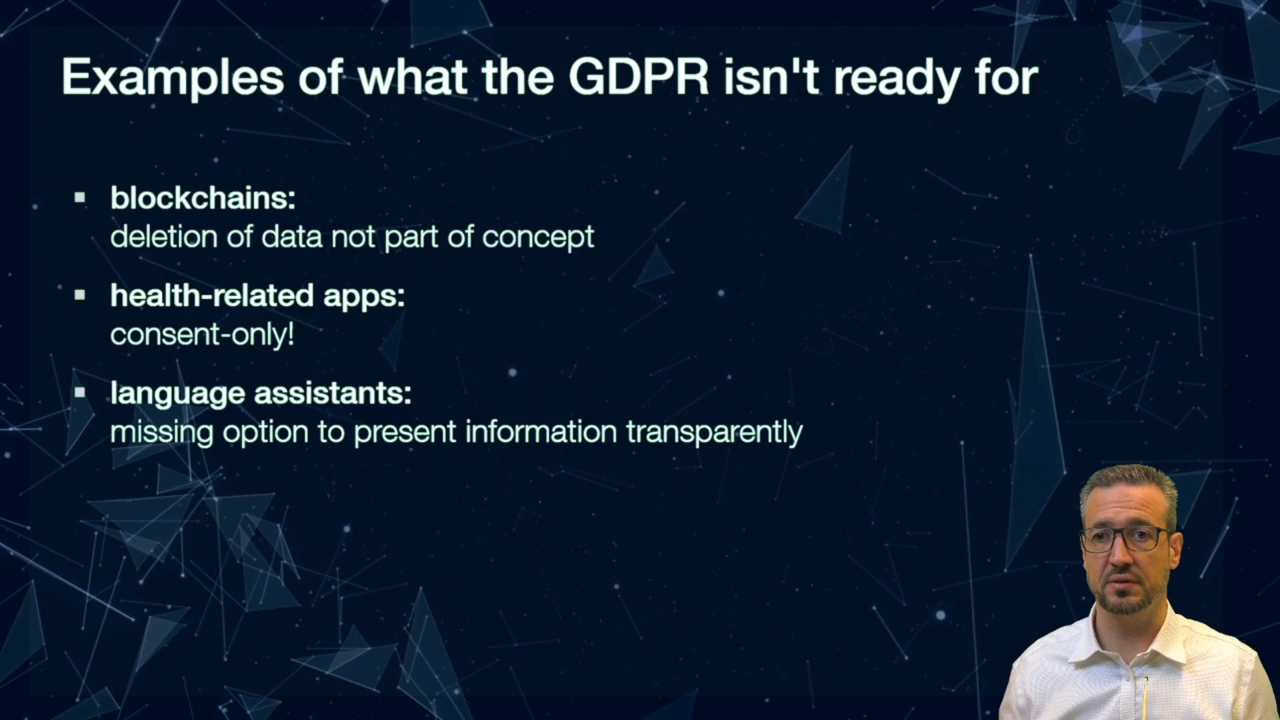 Examples of what the GDPR isn't ready for
▪ blockchains:
deletion of data not part of concept
▪ health-related apps:
consent-only!
▪ language assistants:
missing option to present information transparently